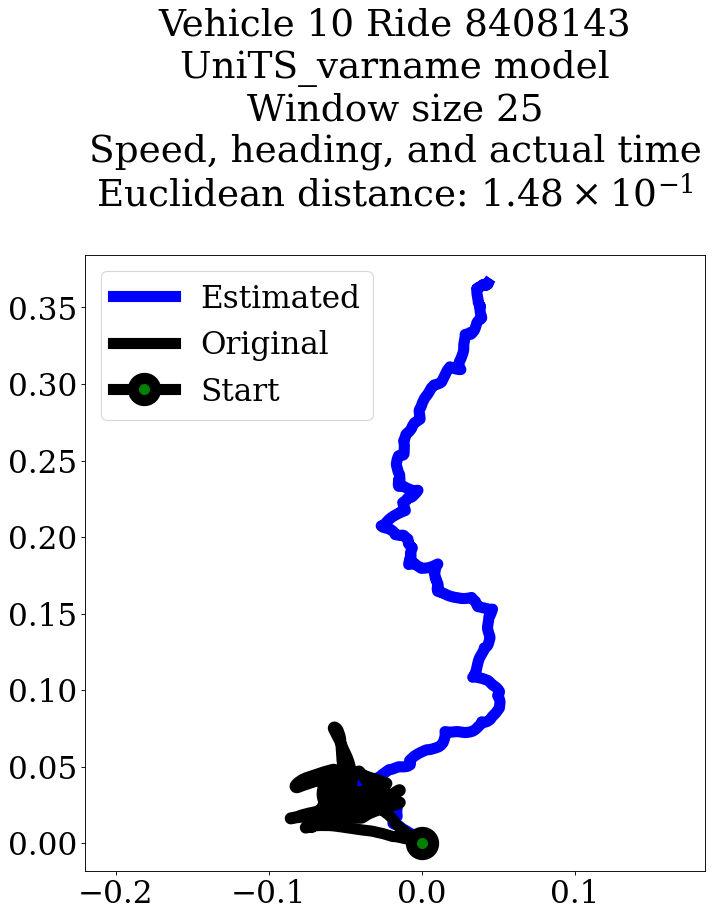 Vehicle 10 Ride 8408143
UniTS_varname model
Window size 25
Speed, heading, and actual time
Euclidean distance: $1.48 \times 10^{-1}$
Estimated
Original
Start
0.35
0.30
0.25
0.20
0.15
0.10
0.05
0.00
−0.2 −0.1 0.0 0.1